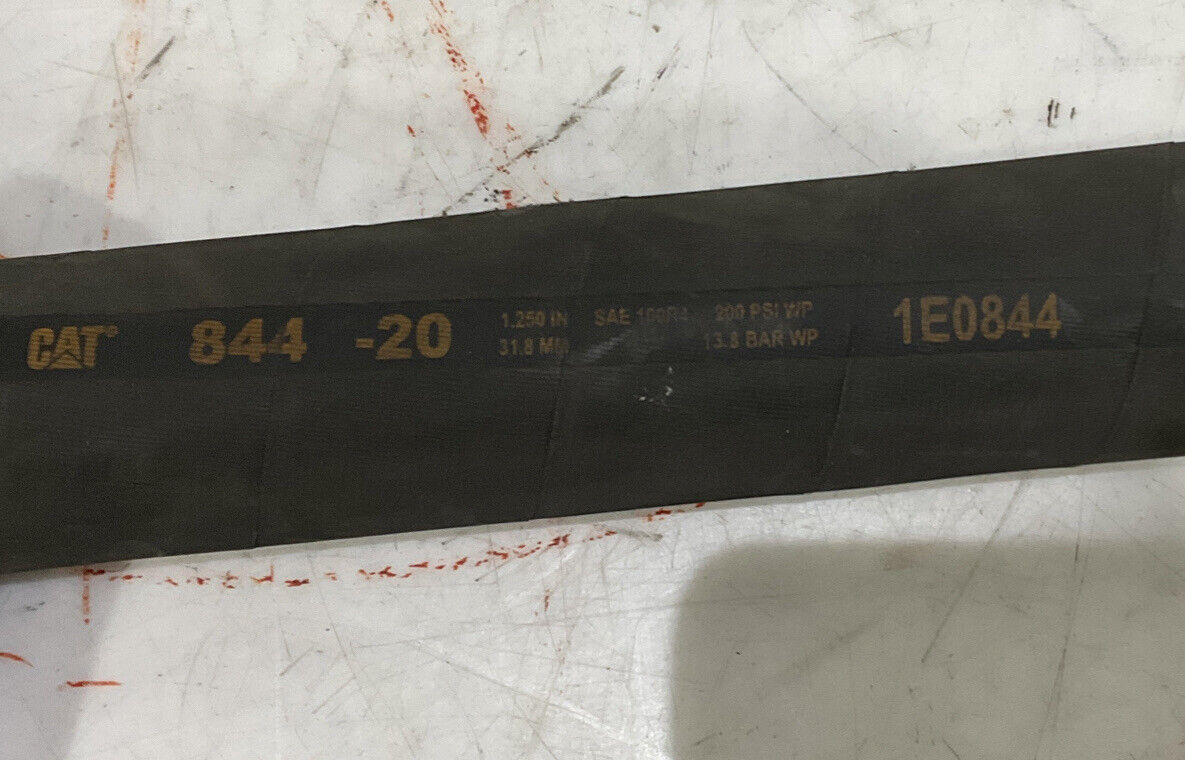 CAT® 844 -20 1.250 IN SAE 100R4 200 PSI WP 1E0844
31.8 MM 13.8 BAR WP